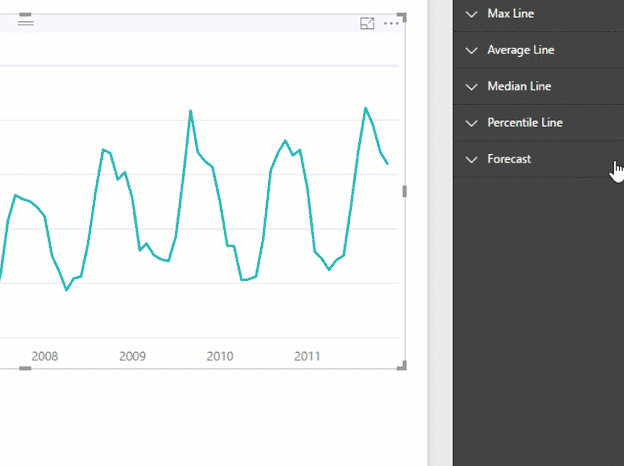 Max Line
Average Line
Median Line
Percentile Line
Forecast
2008 2009 2010 2011